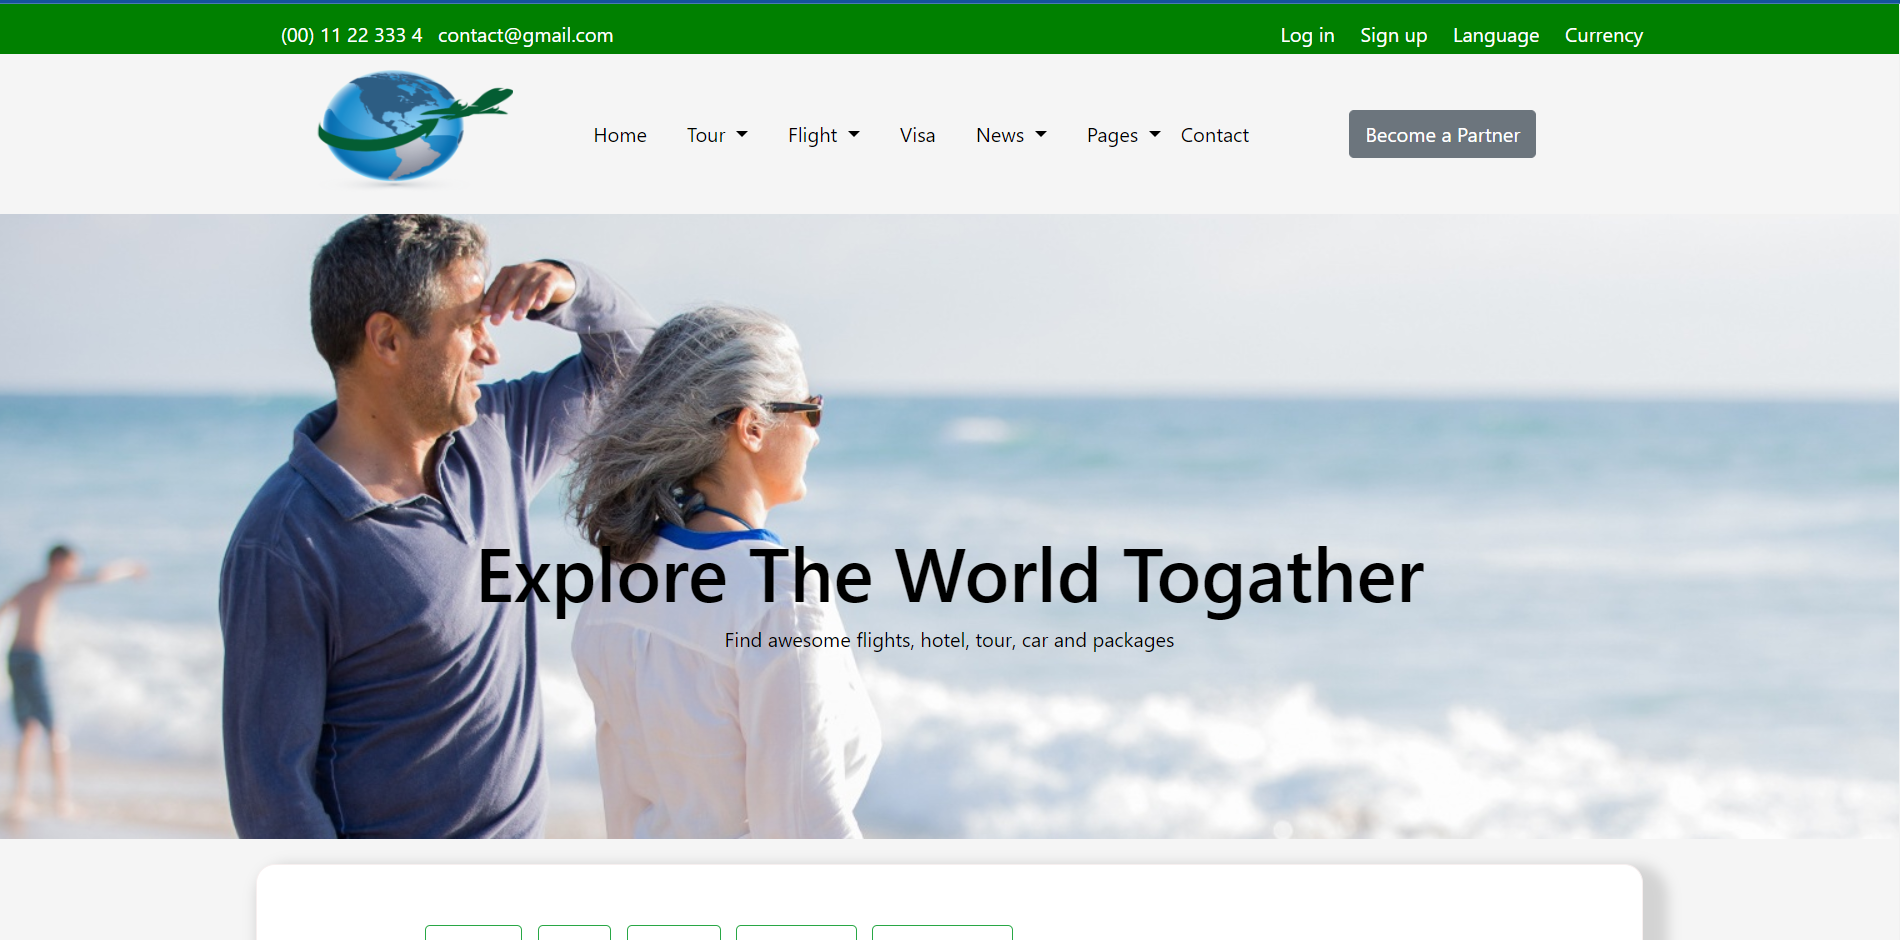 (00) 11 22 333 4 contact@gmail.com Log in Sign up Language Currency
Home Tour Flight Visa News Pages Contact Become a Partner
Explore The World Togather
Find awesome flights, hotel, tour, car and packages